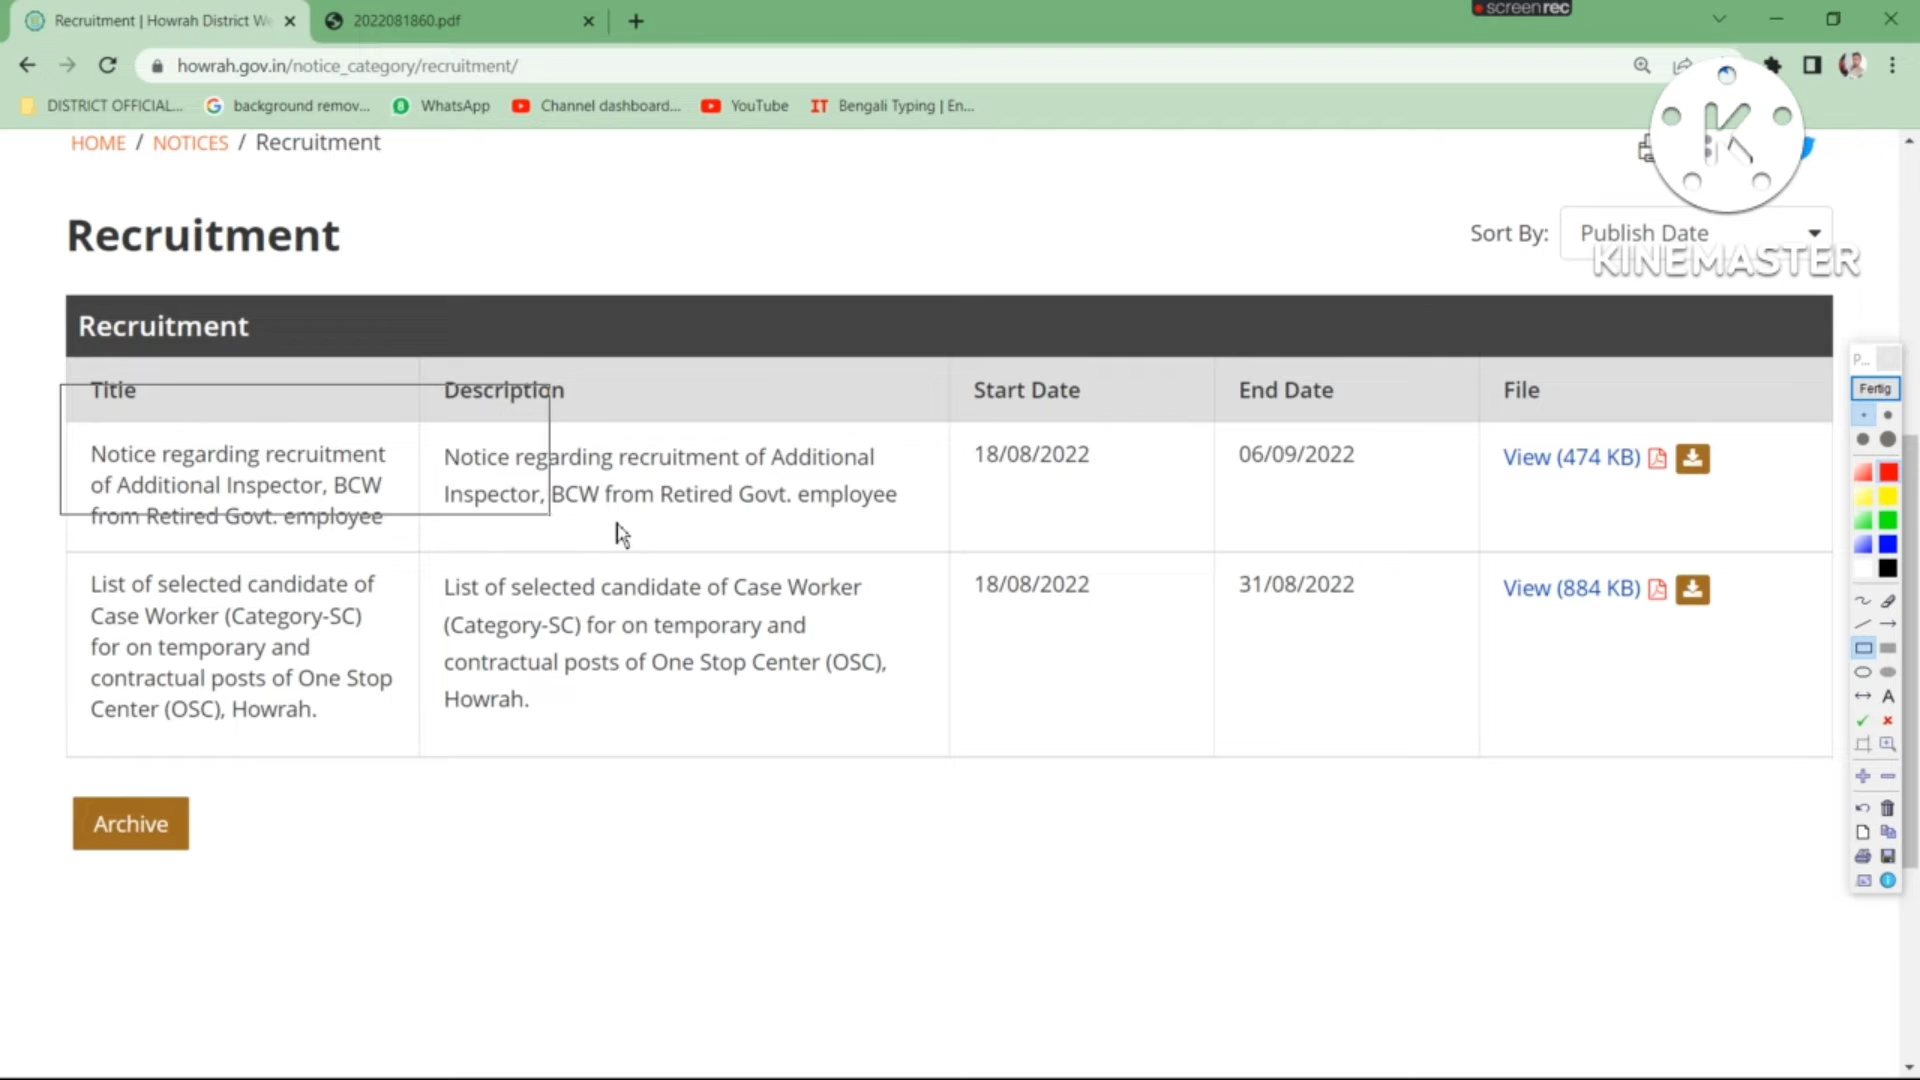 screenrec
Recruitment | Howrah District We
2022081860.pdf
howrah.gov.in/notice_category/recruitment/
DISTRICT OFFICIAL... background remov... WhatsApp Channel dashboard... YouTube IT Bengali Typing | En...
HOME / NOTICES / Recruitment
Recruitment
Sort By: Publish Date
KINEMASTER
Recruitment
Title Description Start Date End Date File
Notice regarding recruitment
of Additional Inspector, BCW
from Retired Govt. employee
Notice regarding recruitment of Additional
Inspector, BCW from Retired Govt. employee
18/08/2022
06/09/2022
View (474 KB)
List of selected candidate of
Case Worker (Category-SC)
for on temporary and
contractual posts of One Stop
Center (OSC), Howrah.
List of selected candidate of Case Worker
(Category-SC) for on temporary and
contractual posts of One Stop Center (OSC),
Howrah.
18/08/2022
31/08/2022
View (884 KB)
Archive
P...
Fertig
A